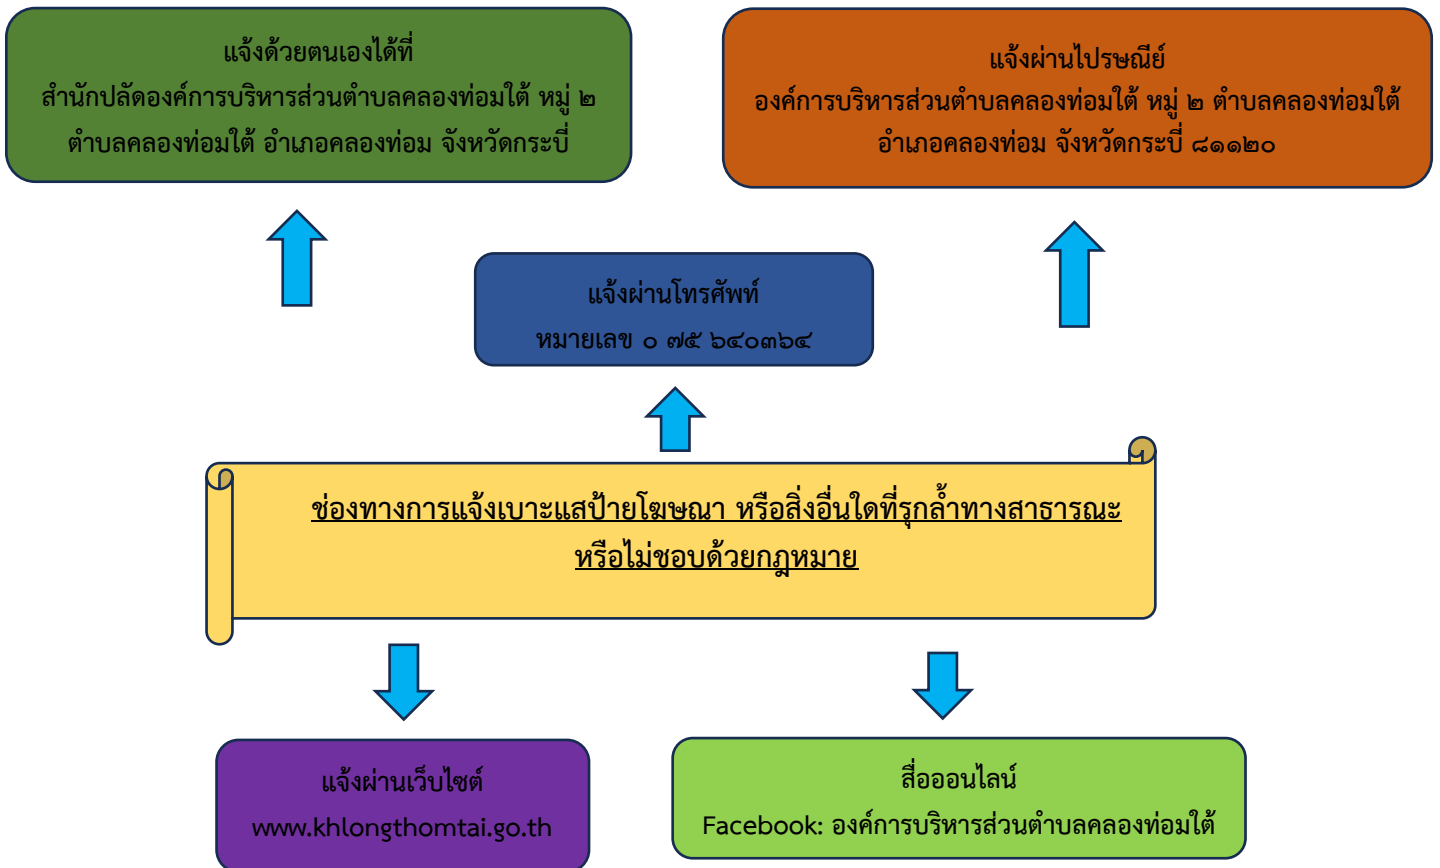 แจ้งด้วยตนเองได้ที่
สำนักปลัดองค์การบริหารส่วนตำบลคลองท่อมใต้ หมู่ ๒
ตำบลคลองท่อมใต้ อำเภอคลองท่อม จังหวัดกระบี่
แจ้งผ่านไปรษณีย์
องค์การบริหารส่วนตำบลคลองท่อมใต้ หมู่ ๒ ตำบลคลองท่อมใต้
อำเภอคลองท่อม จังหวัดกระบี่ ๘๑๑๒๐
แจ้งผ่านโทรศัพท์
หมายเลข ๐ ๗๕ ๖๔๐๓๖๔
ช่องทางการแจ้งเบาะแสป้ายโฆษณา หรือสิ่งอื่นใดที่รุกล้ำทางสาธารณะ
หรือไม่ชอบด้วยกฎหมาย
แจ้งผ่านเว็บไซต์
www.khlongthomtai.go.th
สื่อออนไลน์
Facebook: องค์การบริหารส่วนตำบลคลองท่อมใต้